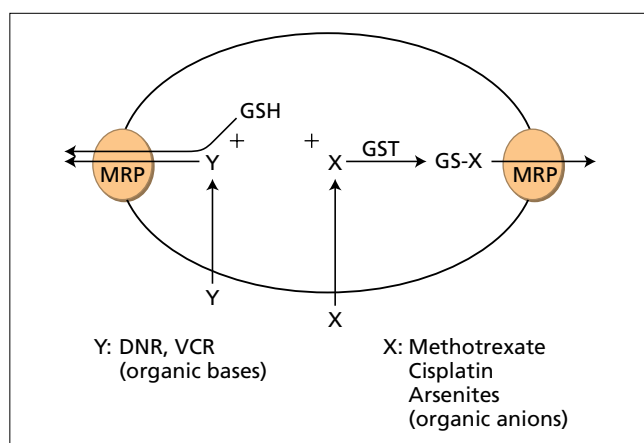 GSH
+ +
MRP Y X GST GS-X MRP
Y
X
Y: DNR, VCR
(organic bases)
X: Methotrexate
Cisplatin
Arsenites
(organic anions)